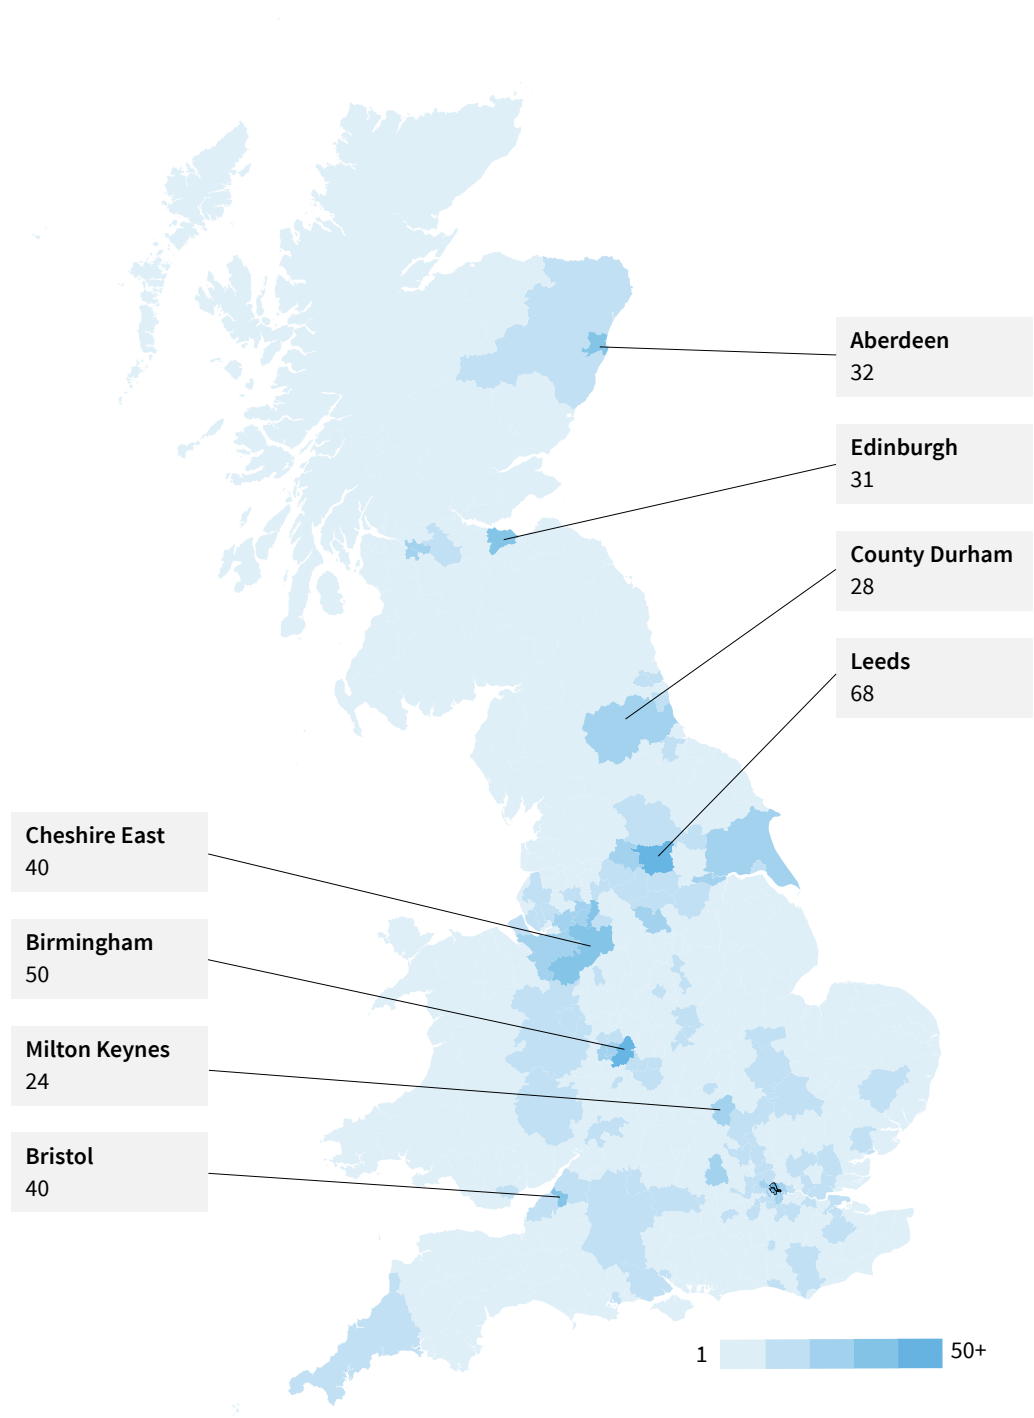 Aberdeen
32
Edinburgh
31
County Durham
28
Leeds
68
Cheshire East
40
Birmingham
50
Milton Keynes
24
Bristol
40
1
50+